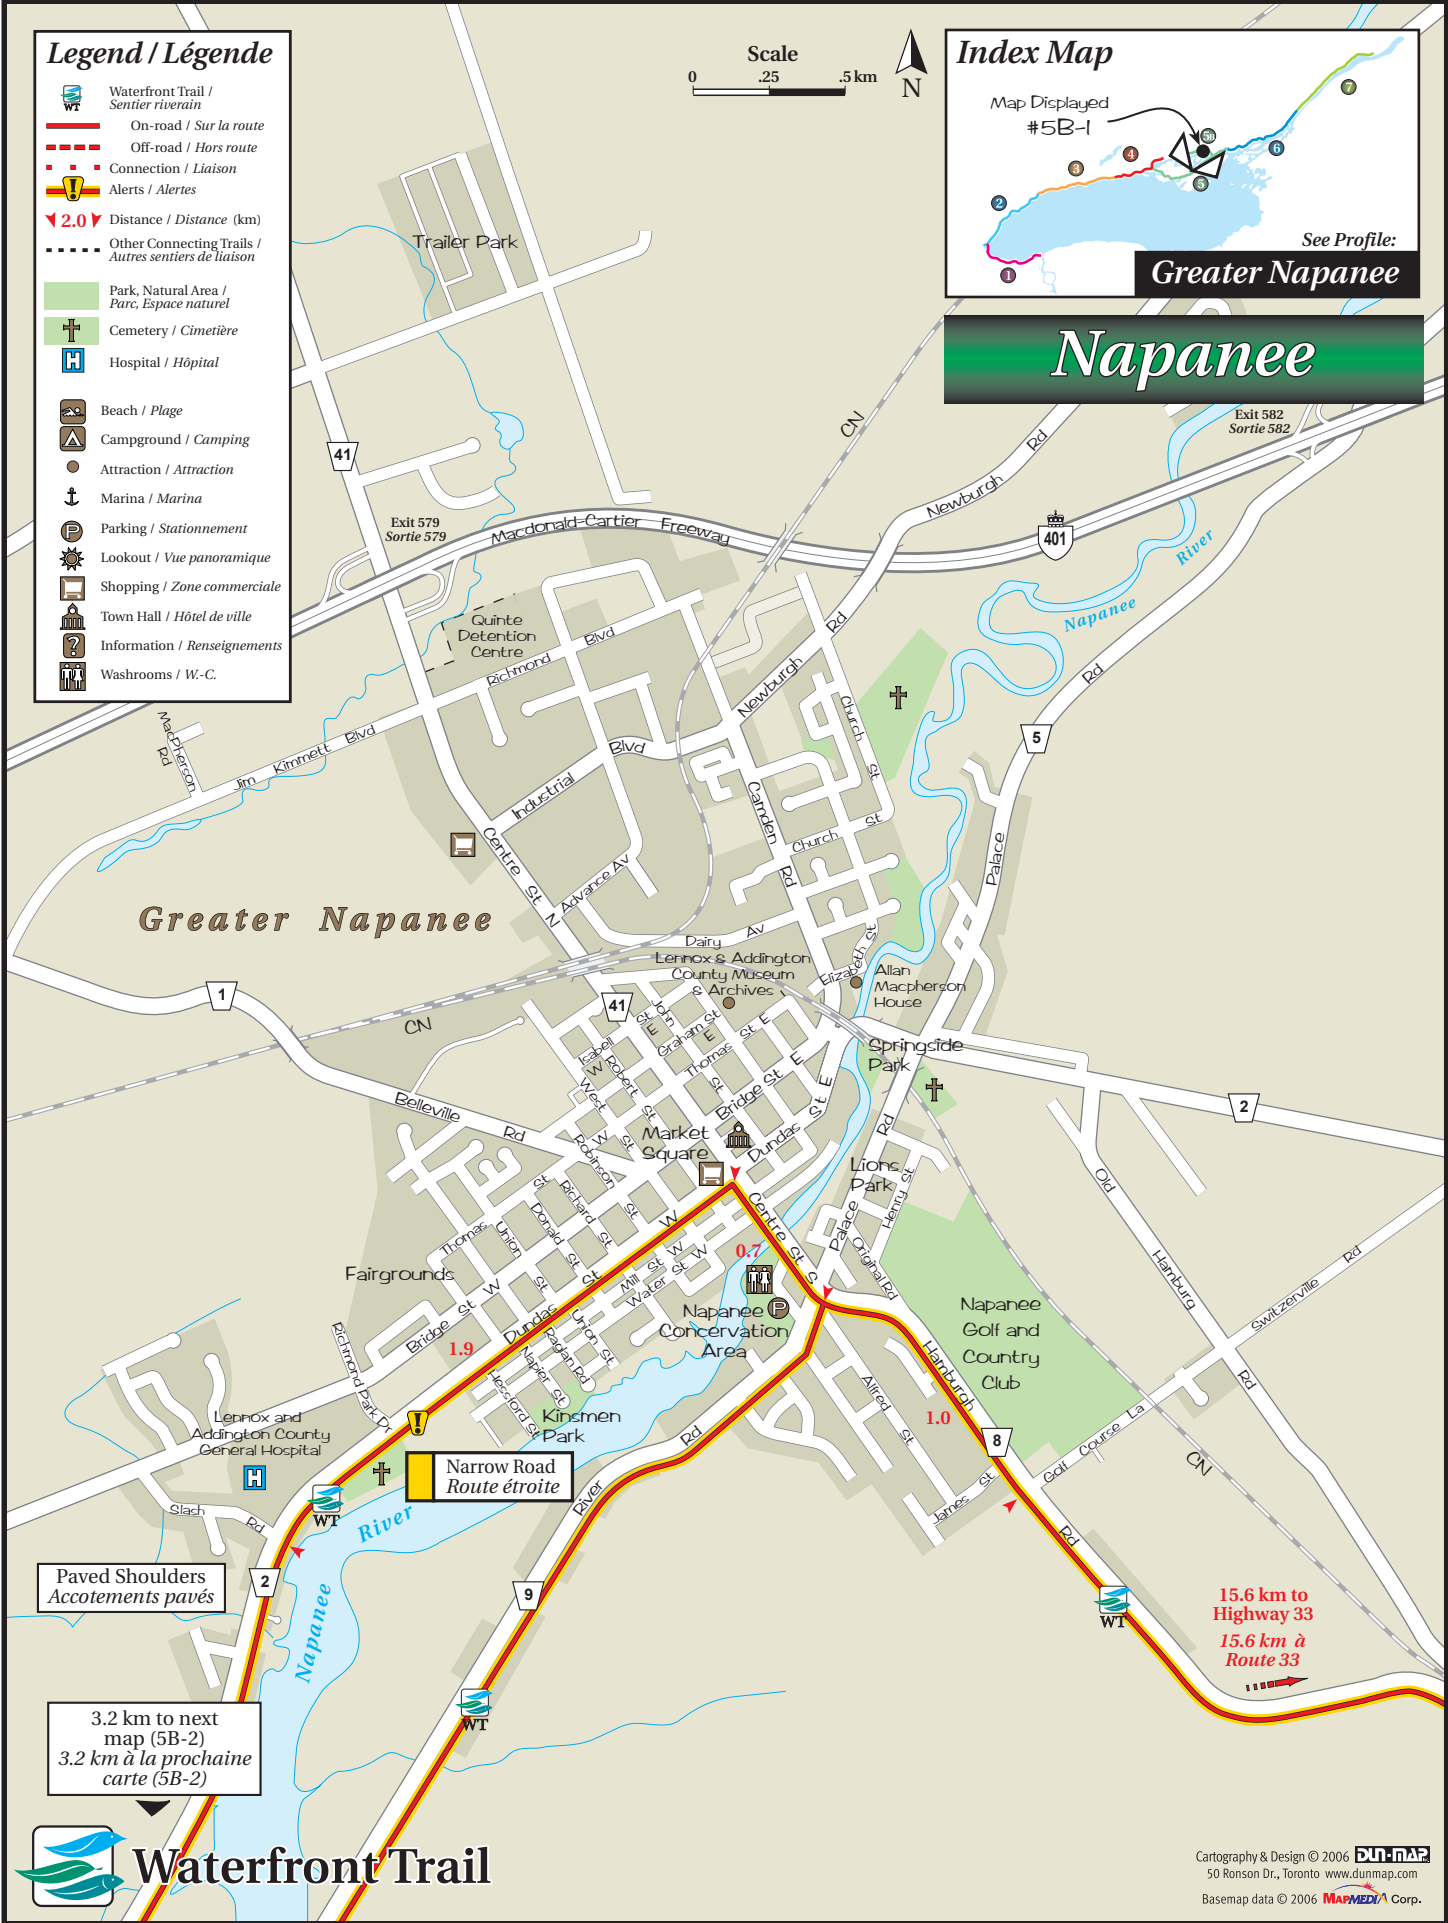 Legend / Légende
Waterfront Trail /
Sentier riverain
WT
On-road / Sur la route
Off-road / Hors route
Connection / Liaison
Alerts / Alertes
2.0
Distance / Distance (km)
Other Connecting Trails /
Autres sentiers de liaison
Park, Natural Area /
Parc, Espace naturel
Cemetery / Cimetière
H
Hospital / Hôpital
Beach / Plage
Campground / Camping
Attraction / Attraction
Marina / Marina
P
Parking / Stationnement
Lookout / Vue panoramique
Shopping / Zone commerciale
Town Hall / Hôtel de ville
?
Information / Renseignements
Washrooms / W.-C.
Scale
0 .25 .5 km
N
Index Map
Map Displayed
#5B-1
1
2
3
4
5
5B
6
7
See Profile:
Greater Napanee
Napanee
Exit 582
Sortie 582
Trailer Park
41
Exit 579
Sortie 579
Macdonald-Cartier Freeway
CN
Newburgh Rd
401
Napanee River
Quinte
Detention
Centre
Richmond Blvd
Newburgh Rd
Church St
Rd
5
MacPherson
Rd
Jim Kimmett Blvd
Industrial Blvd
Camden Rd
Church St
Palace
Centre St N
Advance Av
Greater Napanee
Dairy Av
Lennox & Addington
County Museum
& Archives
Elizabeth St
Allan
Macpherson
House
1
CN
41
John St
Isabell
E
Graham St
E
Thomas St E
Bridge St E
Springside
Park
W
Robert St
West
St
Dundas St E
2
Belleville Rd
Robinson St
W
Market
Square
Lions
Park
Rd
Henry St
Palace
Old Hamburg Rd
Thomas St W
Union St
Donald St
Richard St
Centre St S
0.7
Original Rd
Fairgrounds
Bridge St W
Dundas St W
Mill St W
Water St W
Napanee
Concervation
Area
P
Napanee
Golf and
Country
Club
Switzerville Rd
1.9
Richmond Park Dr
Union St
Ragan Rd
Napier St
Hessford St
Kinsmen
Park
Alfred St
Hamburgh Rd
1.0
8
Golf Course La
CN
James St
Lennox and
Addington County
General Hospital
H
!
Narrow Road
Route étroite
Slash Rd
WT
Napanee River
River Rd
Paved Shoulders
Accotements pavés
2
9
WT
WT
15.6 km to
Highway 33
15.6 km à
Route 33
3.2 km to next
map (5B-2)
3.2 km à la prochaine
carte (5B-2)
Waterfront Trail
Cartography & Design © 2006 DUN·MAP
50 Ronson Dr., Toronto www.dunmap.com
Basemap data © 2006 MAPMEDIA Corp.